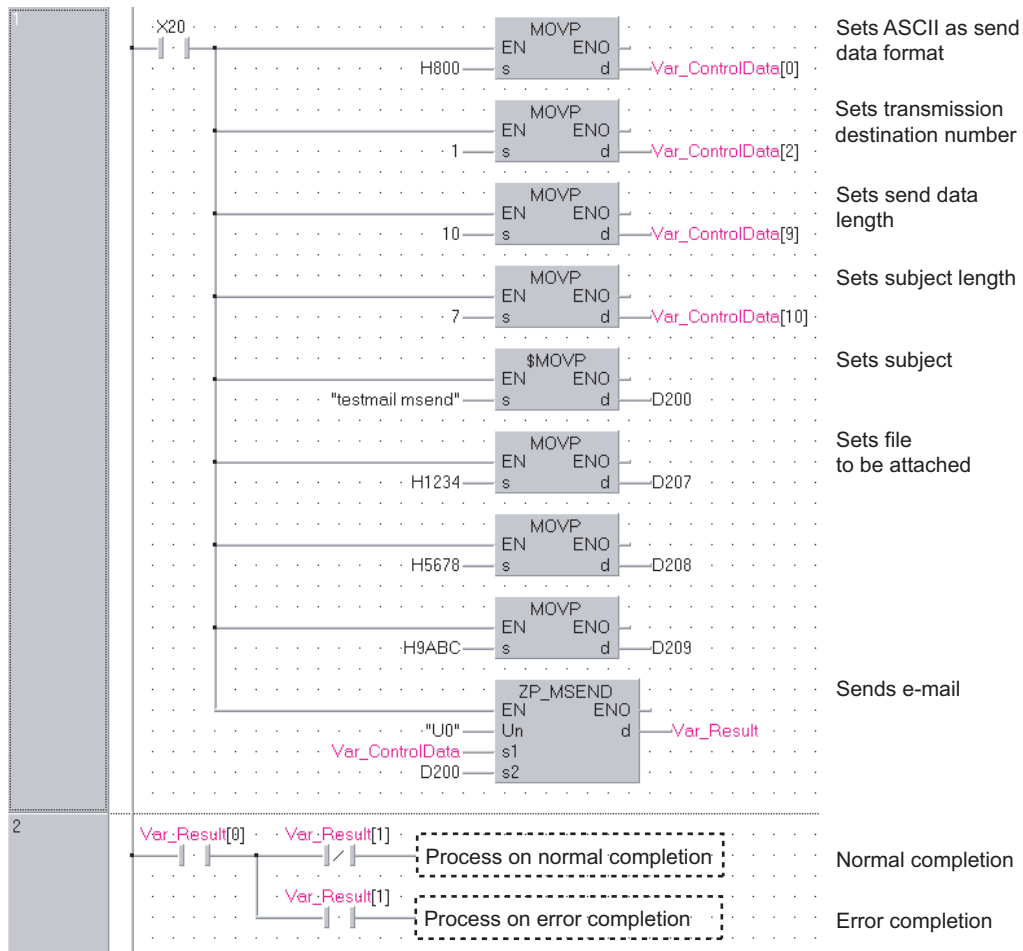 1
X20
MOVP
EN ENO
H800 s d Var_ControlData[0]
Sets ASCII as send
data format
MOVP
EN ENO
1 s d Var_ControlData[2]
Sets transmission
destination number
MOVP
EN ENO
10 s d Var_ControlData[9]
Sets send data
length
MOVP
EN ENO
7 s d Var_ControlData[10]
Sets subject length
$MOVP
EN ENO
"testmail msend" s d D200
Sets subject
MOVP
EN ENO
H1234 s d D207
Sets file
to be attached
MOVP
EN ENO
H5678 s d D208
MOVP
EN ENO
H9ABC s d D209
ZP_MSEND
EN ENO
"U0" Un d Var_Result
Var_ControlData s1
D200 s2
Sends e-mail
2
Var_Result[0] Var_Result[1]
Process on normal completion
Normal completion
Var_Result[1]
Process on error completion
Error completion